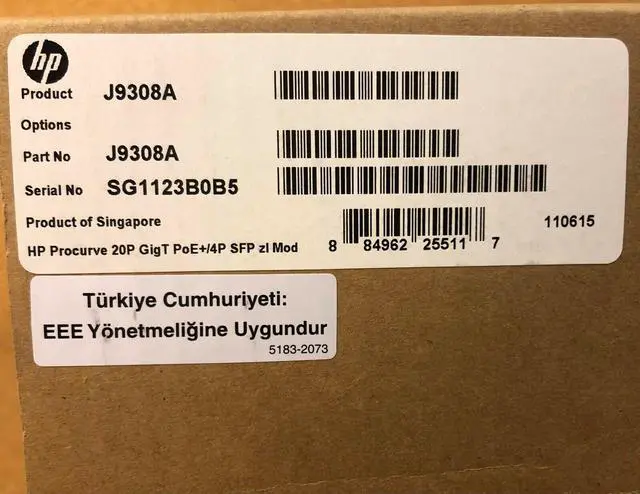 hp
Product J9308A
Options
Part No J9308A
Serial No SG1123B0B5
Product of Singapore 110615
HP Procurve 20P GigT PoE+/4P SFP zl Mod 8 84962 25511 7
Türkiye Cumhuriyeti:
EEE Yönetmeliğine Uygundur
5183-2073